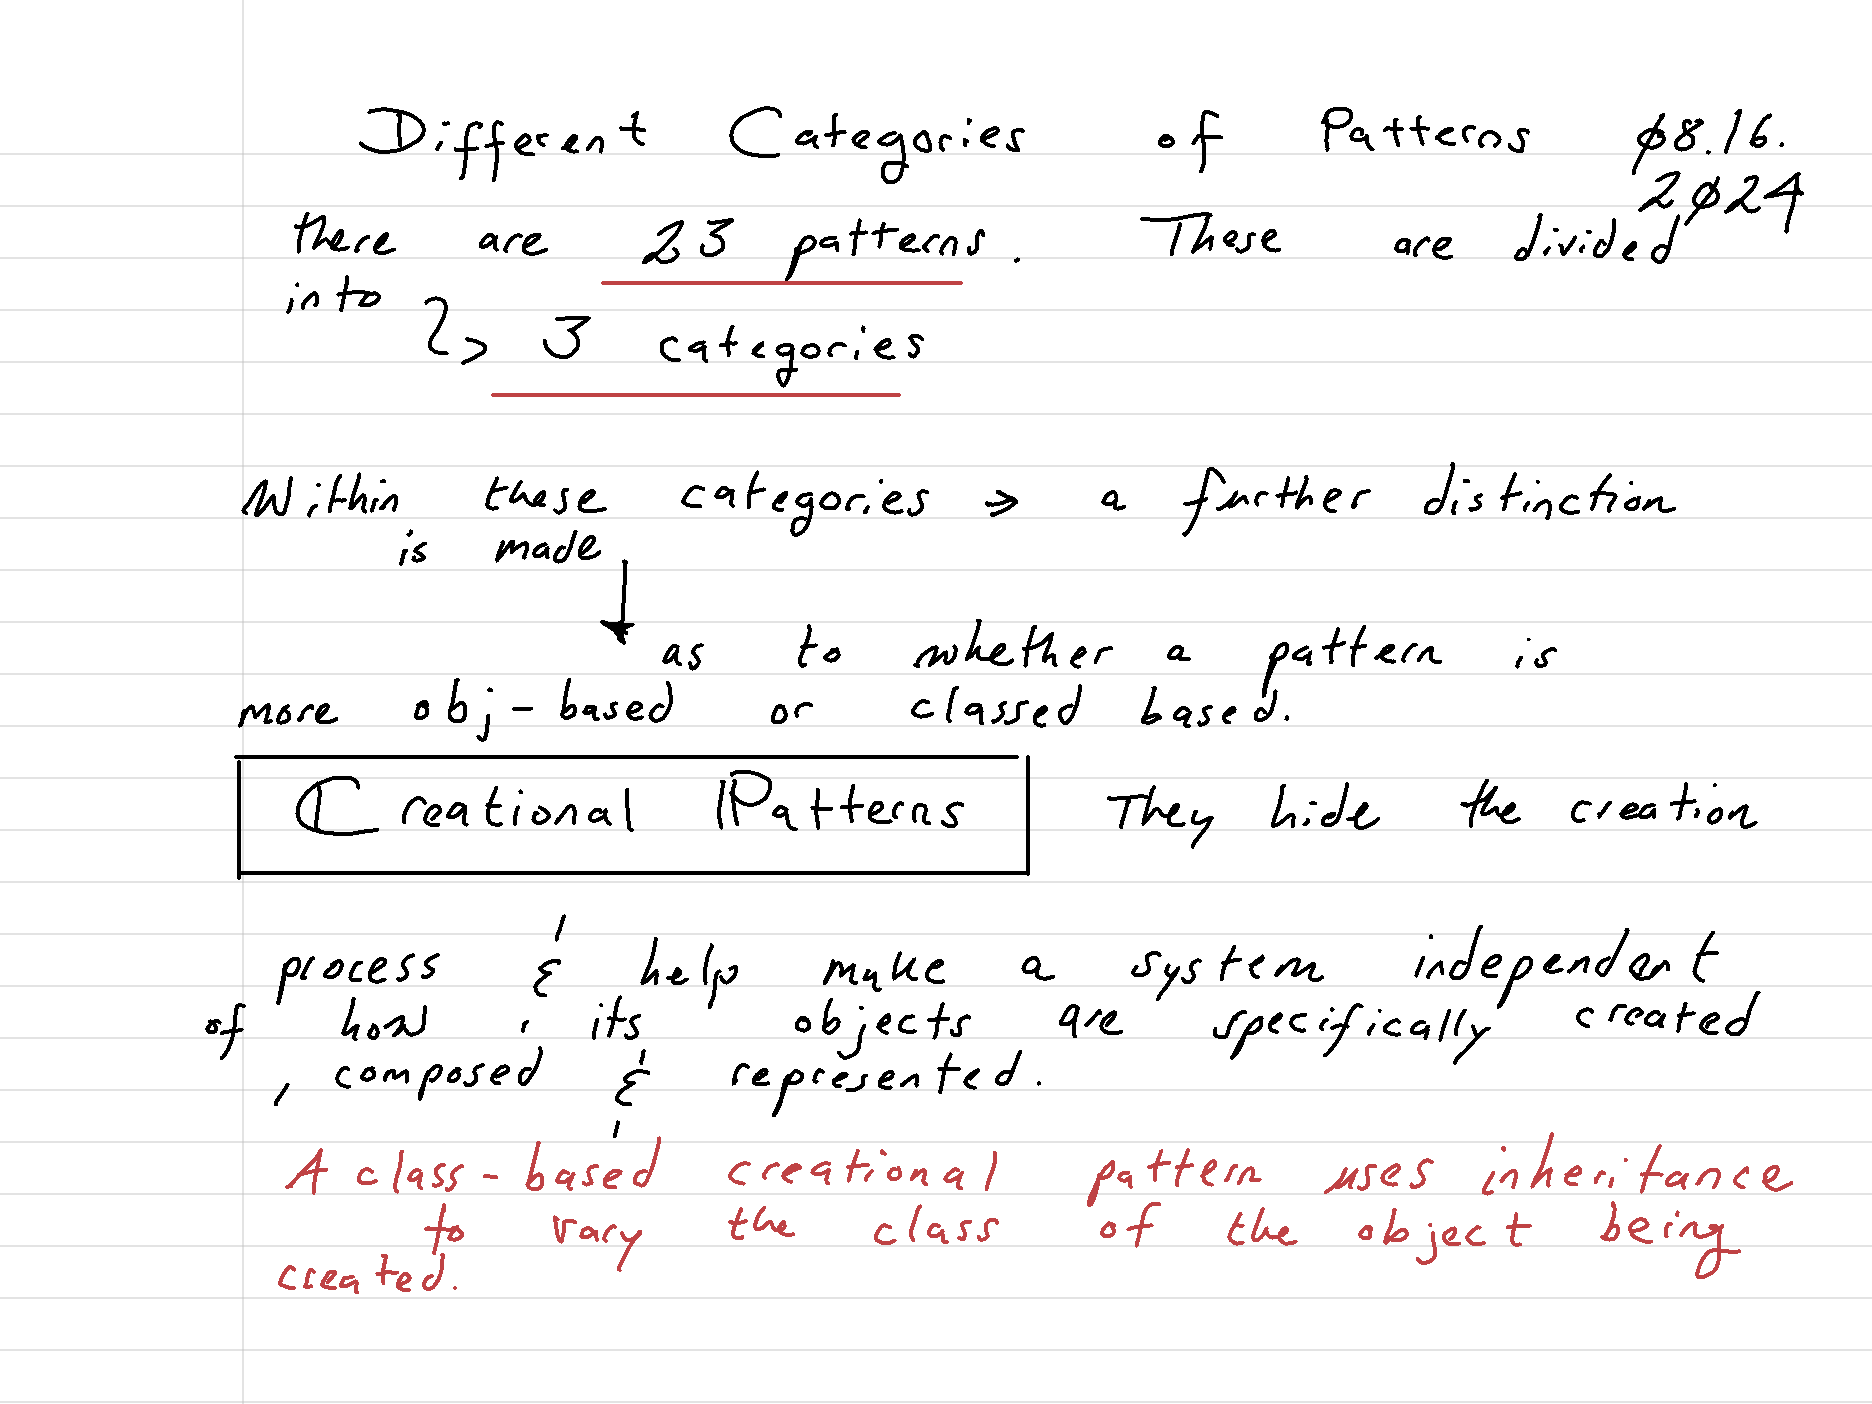 Different Categories of Patterns ø8.16.
2ø24
there are 23 patterns. These are divided
into
↳ 3 categories
Within these categories → a further distinction
is made
↓
as to whether a pattern is
more obj-based or classed based.
Creational Patterns They hide the creation
process & help make a system independent
of how its objects are specifically created
, composed & represented.
A class-based creational pattern uses inheritance
to vary the class of the object being
created.